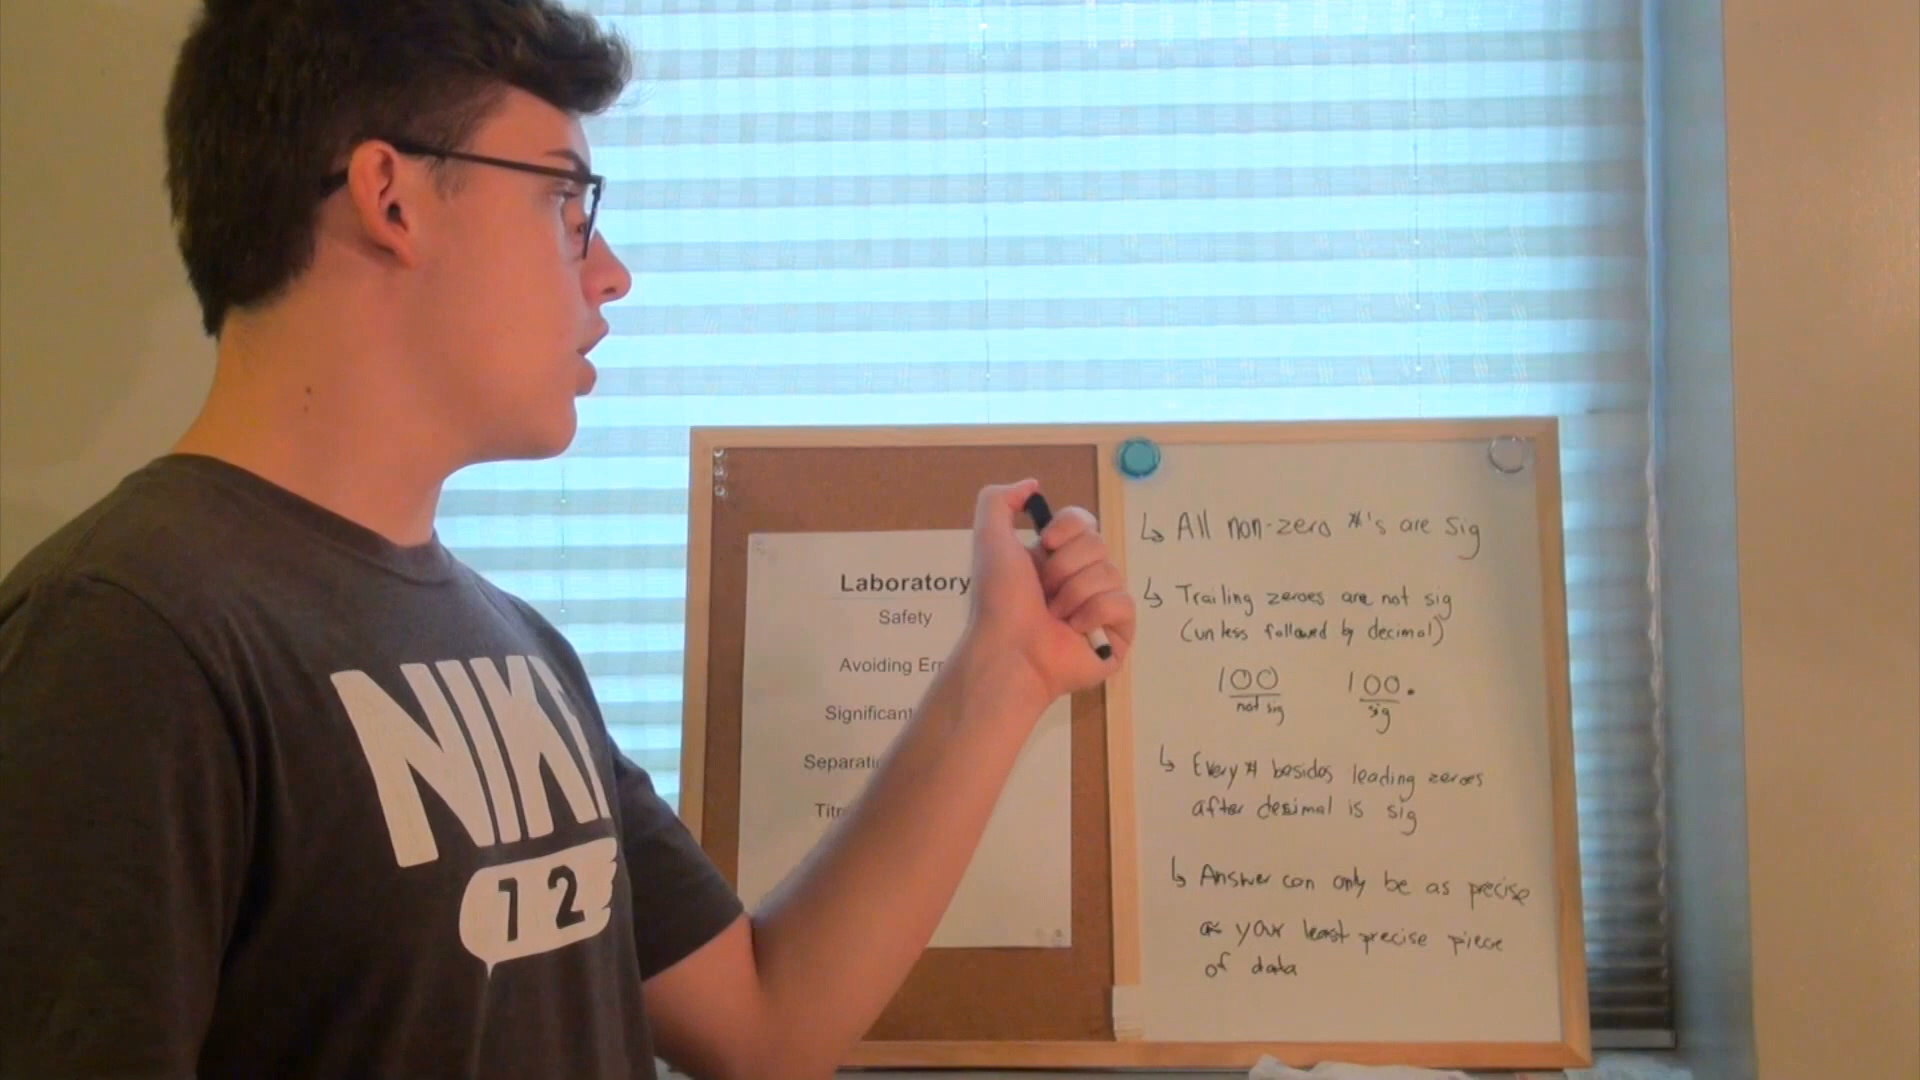 NIKE
72
Laboratory
Safety
Avoiding Err
Significant
Separatio
Titr
↳ All non-zero #'s are sig
↳ Trailing zeroes are not sig
(unless followed by decimal)
100 100.
not sig sig
↳ Every # besides leading zeroes
after decimal is sig
↳ Answer can only be as precise
as your least precise piece
of data